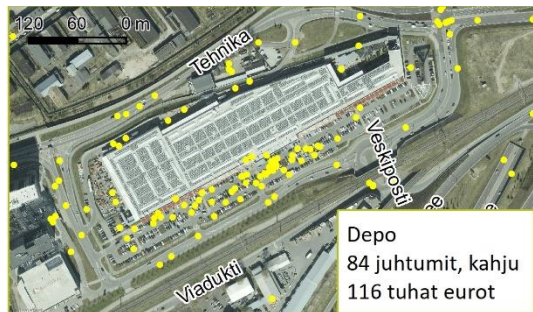 120 60 0 m
Tehnika
Veskiposti
Viadukti
Depo
84 juhtumit, kahju
116 tuhat eurot